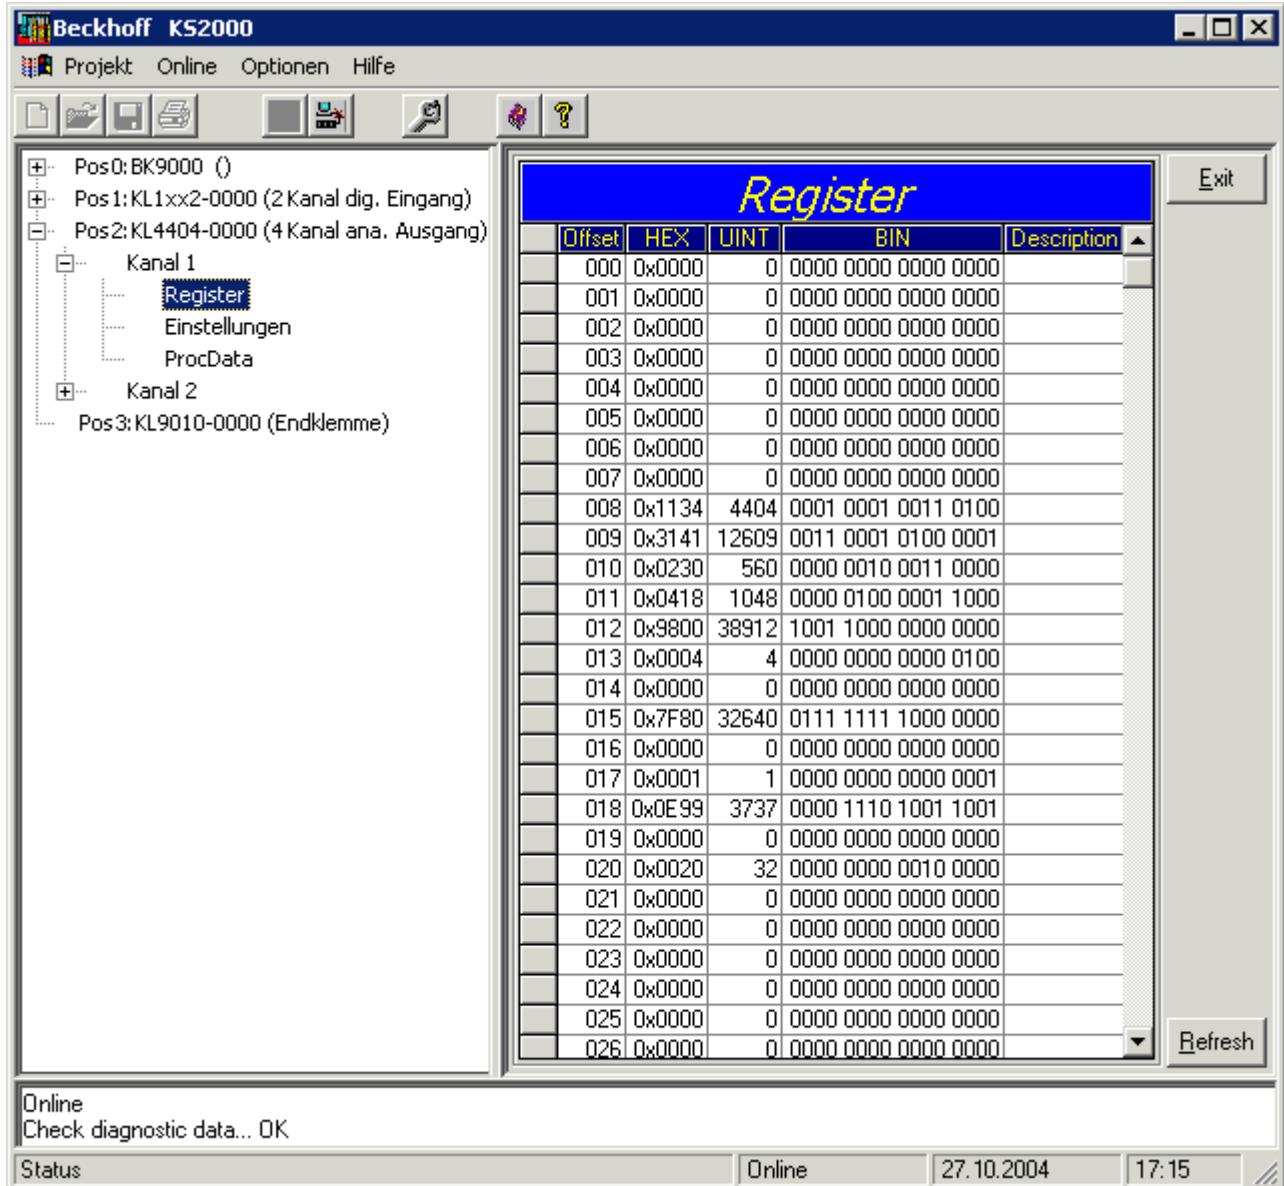 Beckhoff KS2000
Projekt Online Optionen Hilfe
Pos0: BK9000 ()
Pos1: KL1xx2-0000 (2 Kanal dig. Eingang)
Pos2: KL4404-0000 (4 Kanal ana. Ausgang)
Kanal 1
Register
Einstellungen
ProcData
Kanal 2
Pos3: KL9010-0000 (Endklemme)
Register
Offset HEX UINT BIN Description
000 0x0000 0 0000 0000 0000 0000
001 0x0000 0 0000 0000 0000 0000
002 0x0000 0 0000 0000 0000 0000
003 0x0000 0 0000 0000 0000 0000
004 0x0000 0 0000 0000 0000 0000
005 0x0000 0 0000 0000 0000 0000
006 0x0000 0 0000 0000 0000 0000
007 0x0000 0 0000 0000 0000 0000
008 0x1134 4404 0001 0001 0011 0100
009 0x3141 12609 0011 0001 0100 0001
010 0x0230 560 0000 0010 0011 0000
011 0x0418 1048 0000 0100 0001 1000
012 0x9800 38912 1001 1000 0000 0000
013 0x0004 4 0000 0000 0000 0100
014 0x0000 0 0000 0000 0000 0000
015 0x7F80 32640 0111 1111 1000 0000
016 0x0000 0 0000 0000 0000 0000
017 0x0001 1 0000 0000 0000 0001
018 0x0E99 3737 0000 1110 1001 1001
019 0x0000 0 0000 0000 0000 0000
020 0x0020 32 0000 0000 0010 0000
021 0x0000 0 0000 0000 0000 0000
022 0x0000 0 0000 0000 0000 0000
023 0x0000 0 0000 0000 0000 0000
024 0x0000 0 0000 0000 0000 0000
025 0x0000 0 0000 0000 0000 0000
026 0x0000 0 0000 0000 0000 0000
Exit
Refresh
Online
Check diagnostic data... OK
Status Online 27.10.2004 17:15